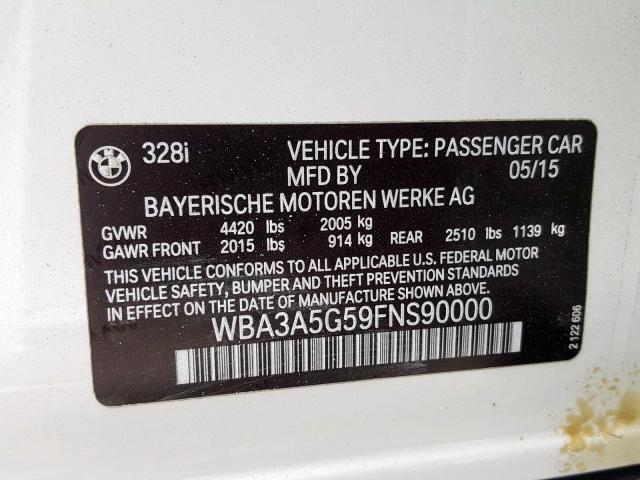 BMW
328i VEHICLE TYPE: PASSENGER CAR
MFD BY 05/15
BAYERISCHE MOTOREN WERKE AG
GVWR 4420 lbs 2005 kg
GAWR FRONT 2015 lbs 914 kg REAR 2510 lbs 1139 kg
THIS VEHICLE CONFORMS TO ALL APPLICABLE U.S. FEDERAL MOTOR
VEHICLE SAFETY, BUMPER AND THEFT PREVENTION STANDARDS
IN EFFECT ON THE DATE OF MANUFACTURE SHOWN ABOVE.
WBA3A5G59FNS90000
2 122 606